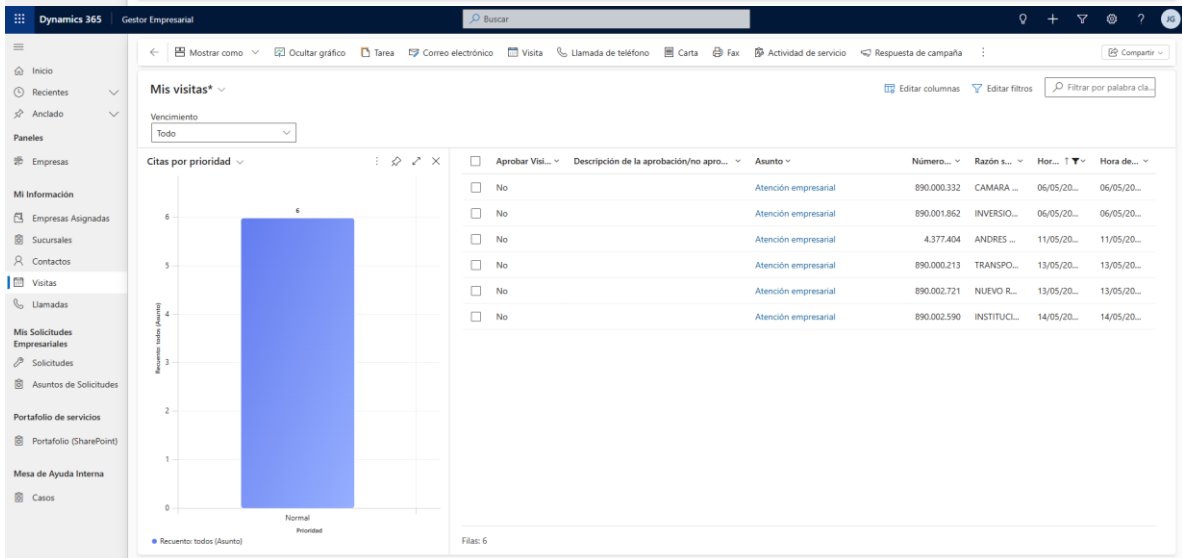 Dynamics 365 Gestor Empresarial Buscar JG
Mostrar como Ocultar gráfico Tarea Correo electrónico Visita Llamada de teléfono Carta Fax Actividad de servicio Respuesta de campaña Compartir
Inicio
Recientes
Anclado
Paneles
Empresas
Mi Información
Empresas Asignadas
Sucursales
Contactos
Visitas
Llamadas
Mis Solicitudes
Empresariales
Solicitudes
Asuntos de Solicitudes
Portafolio de servicios
Portafolio (SharePoint)
Mesa de Ayuda Interna
Casos
Mis visitas*
Editar columnas Editar filtros Filtrar por palabra cla...
Vencimiento
Todo
Citas por prioridad
6
6
5
4
3
2
1
0
Recuento: todos (Asunto)
Normal
Prioridad
Recuento: todos (Asunto)
Aprobar Visi... Descripción de la aprobación/no apro... Asunto Número... Razón s... Hor... ↑ Hora de...
No Atención empresarial 890.000.332 CAMARA ... 06/05/20... 06/05/20...
No Atención empresarial 890.001.862 INVERSIO... 06/05/20... 06/05/20...
No Atención empresarial 4.377.404 ANDRES ... 11/05/20... 11/05/20...
No Atención empresarial 890.000.213 TRANSPO... 13/05/20... 13/05/20...
No Atención empresarial 890.002.721 NUEVO R... 13/05/20... 13/05/20...
No Atención empresarial 890.002.590 INSTITUCI... 14/05/20... 14/05/20...
Filas: 6